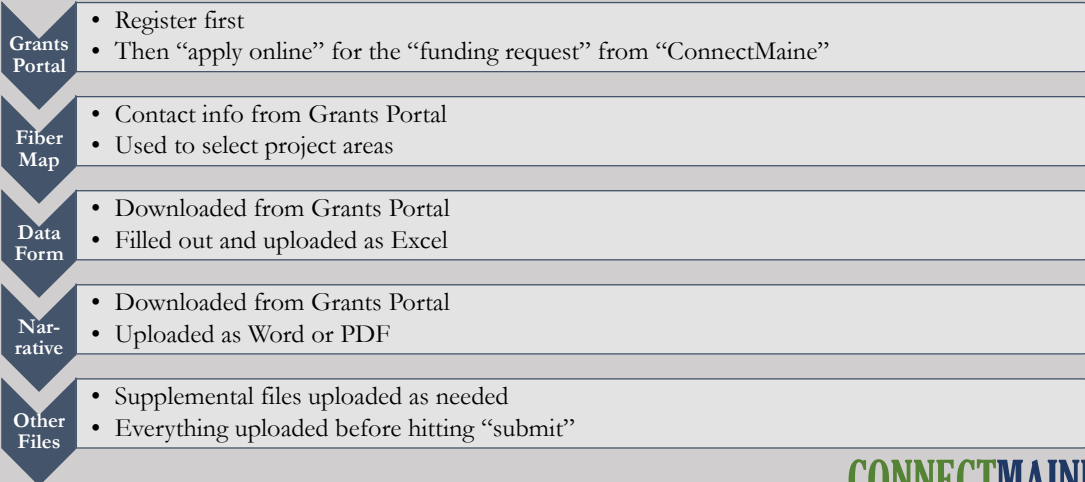 Grants
Portal
• Register first
• Then “apply online” for the “funding request” from “ConnectMaine”
Fiber
Map
• Contact info from Grants Portal
• Used to select project areas
Data
Form
• Downloaded from Grants Portal
• Filled out and uploaded as Excel
Nar-
rative
• Downloaded from Grants Portal
• Uploaded as Word or PDF
Other
Files
• Supplemental files uploaded as needed
• Everything uploaded before hitting “submit”
CONNECTMAINE